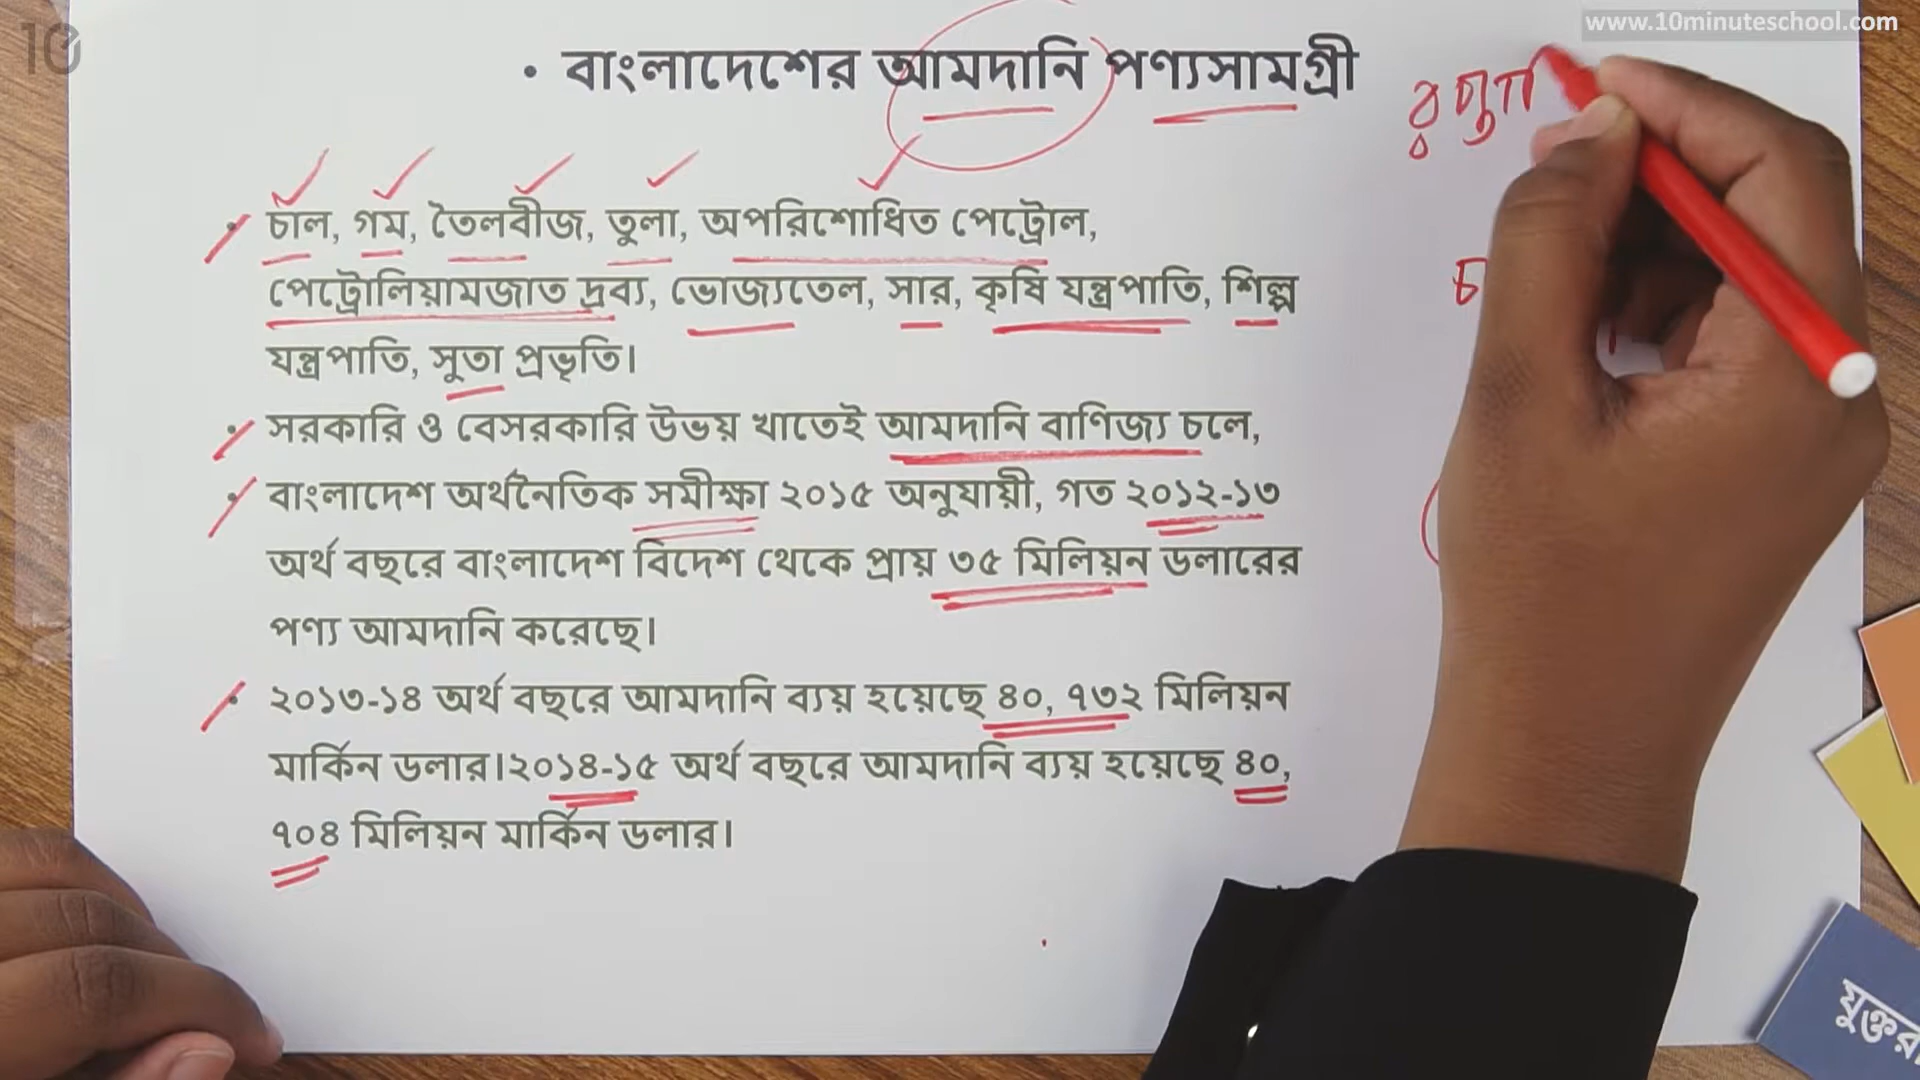 www.10minuteschool.com
10
• বাংলাদেশের আমদানি পণ্যসামগ্রী
• চাল, গম, তৈলবীজ, তুলা, অপরিশোধিত পেট্রোল,
পেট্রোলিয়ামজাত দ্রব্য, ভোজ্যতেল, সার, কৃষি যন্ত্রপাতি, শিল্প
যন্ত্রপাতি, সুতা প্রভৃতি।
• সরকারি ও বেসরকারি উভয় খাতেই আমদানি বাণিজ্য চলে,
• বাংলাদেশ অর্থনৈতিক সমীক্ষা ২০১৫ অনুযায়ী, গত ২০১২-১৩
অর্থ বছরে বাংলাদেশ বিদেশ থেকে প্রায় ৩৫ মিলিয়ন ডলারের
পণ্য আমদানি করেছে।
• ২০১৩-১৪ অর্থ বছরে আমদানি ব্যয় হয়েছে ৪০, ৭৩২ মিলিয়ন
মার্কিন ডলার।২০১৪-১৫ অর্থ বছরে আমদানি ব্যয় হয়েছে ৪০,
৭০৪ মিলিয়ন মার্কিন ডলার।